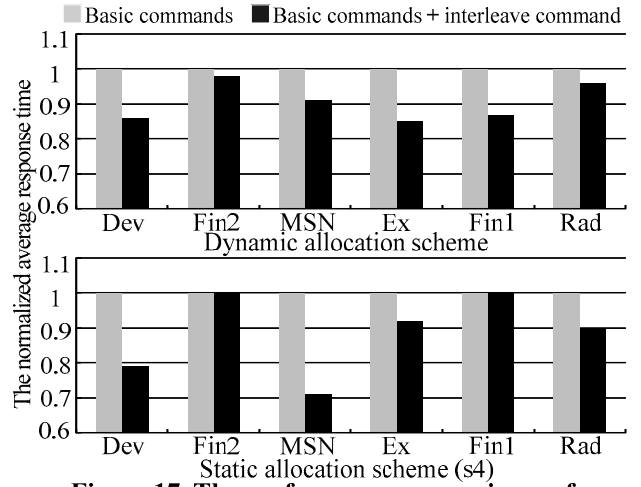 Basic commands Basic commands + interleave command
The normalized average response time
1.1
1
0.9
0.8
0.7
0.6
Dev Fin2 MSN Ex Fin1 Rad
Dynamic allocation scheme
1.1
1
0.9
0.8
0.7
0.6
Dev Fin2 MSN Ex Fin1 Rad
Static allocation scheme (s4)